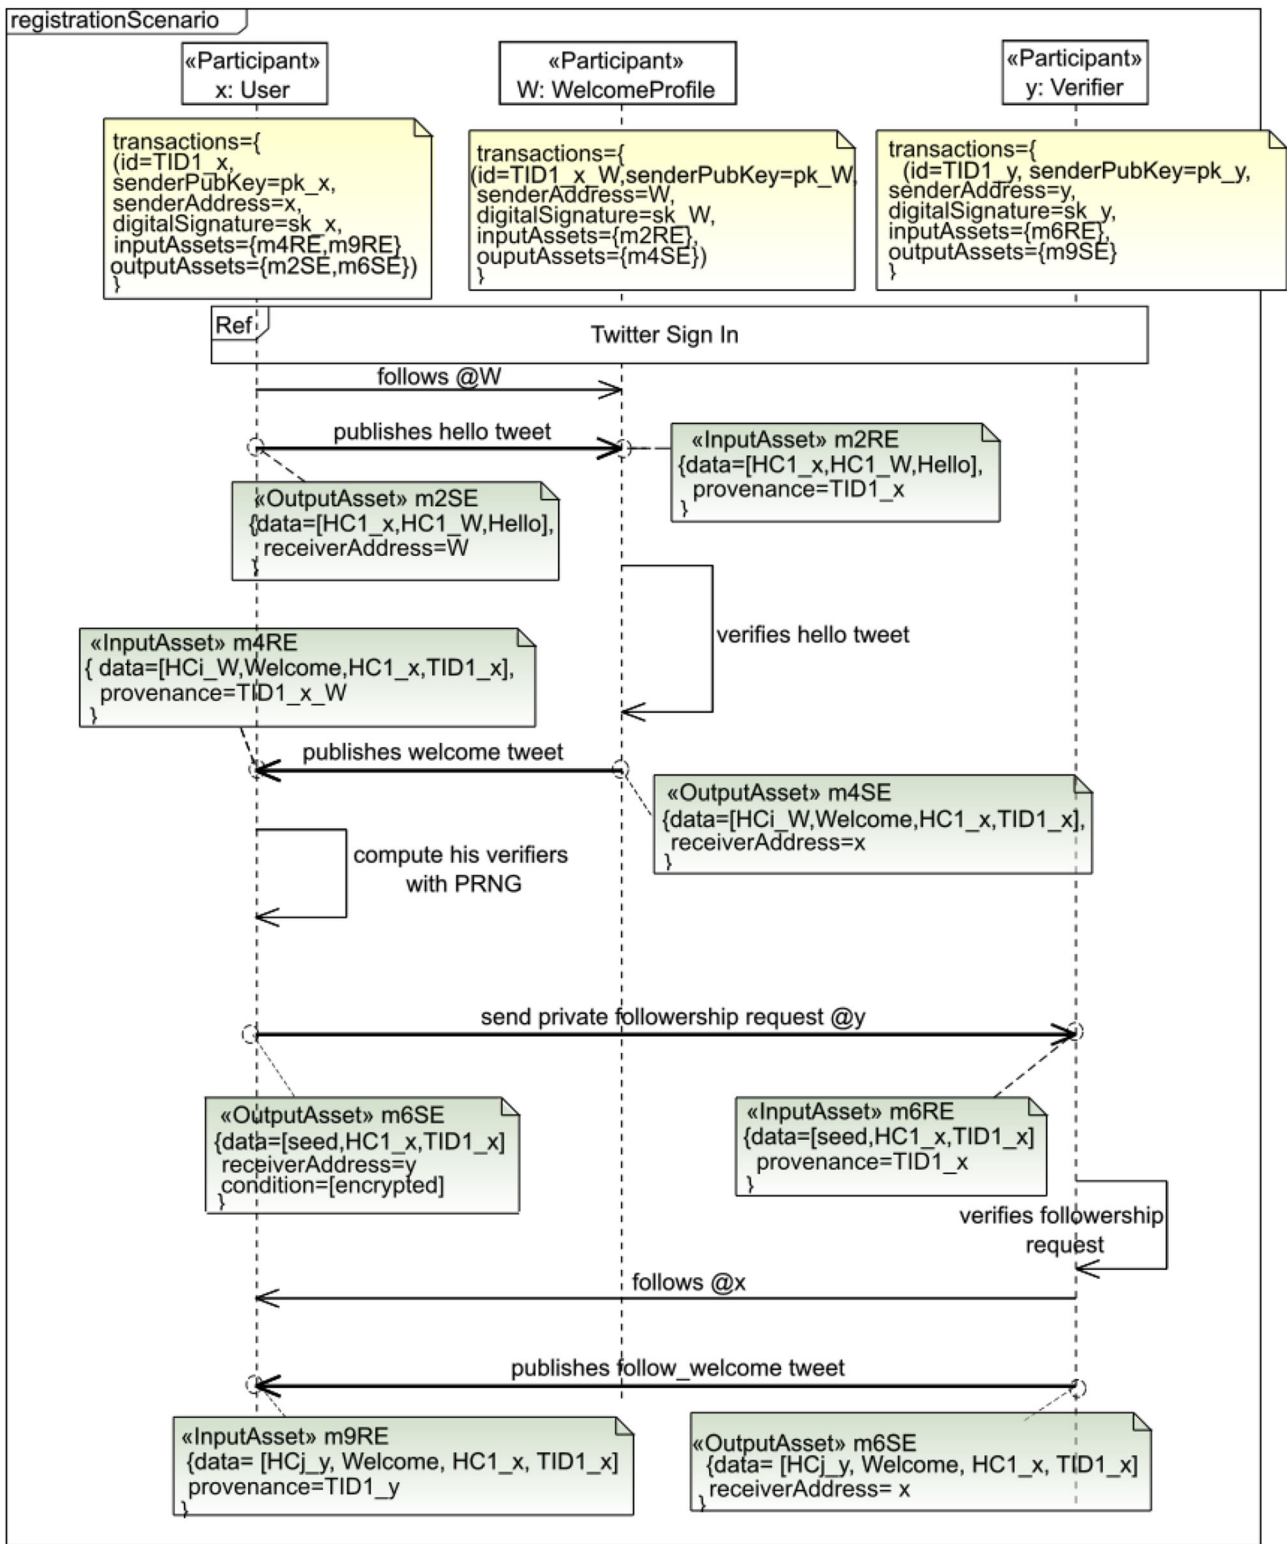 registrationScenario
«Participant»
x: User
«Participant»
W: WelcomeProfile
«Participant»
y: Verifier
transactions={
(id=TID1_x,
senderPubKey=pk_x,
senderAddress=x,
digitalSignature=sk_x,
inputAssets={m4RE,m9RE}
outputAssets={m2SE,m6SE})
}
transactions={
(id=TID1_x_W,senderPubKey=pk_W,
senderAddress=W,
digitalSignature=sk_W,
inputAssets={m2RE},
ouputAssets={m4SE})
}
transactions={
(id=TID1_y, senderPubKey=pk_y,
senderAddress=y,
digitalSignature=sk_y,
inputAssets={m6RE},
outputAssets={m9SE}
}
Ref
Twitter Sign In
follows @W
publishes hello tweet
«InputAsset» m2RE
{data=[HC1_x,HC1_W,Hello],
provenance=TID1_x
}
«OutputAsset» m2SE
{data=[HC1_x,HC1_W,Hello],
receiverAddress=W
}
verifies hello tweet
«InputAsset» m4RE
{ data=[HCi_W,Welcome,HC1_x,TID1_x],
provenance=TID1_x_W
}
publishes welcome tweet
«OutputAsset» m4SE
{data=[HCi_W,Welcome,HC1_x,TID1_x],
receiverAddress=x
}
compute his verifiers
with PRNG
send private followership request @y
«OutputAsset» m6SE
{data=[seed,HC1_x,TID1_x]
receiverAddress=y
condition=[encrypted]
}
«InputAsset» m6RE
{data=[seed,HC1_x,TID1_x]
provenance=TID1_x
}
verifies followership
request
follows @x
publishes follow_welcome tweet
«InputAsset» m9RE
{data= [HCj_y, Welcome, HC1_x, TID1_x]
provenance=TID1_y
}
«OutputAsset» m6SE
{data= [HCj_y, Welcome, HC1_x, TID1_x]
receiverAddress= x
}